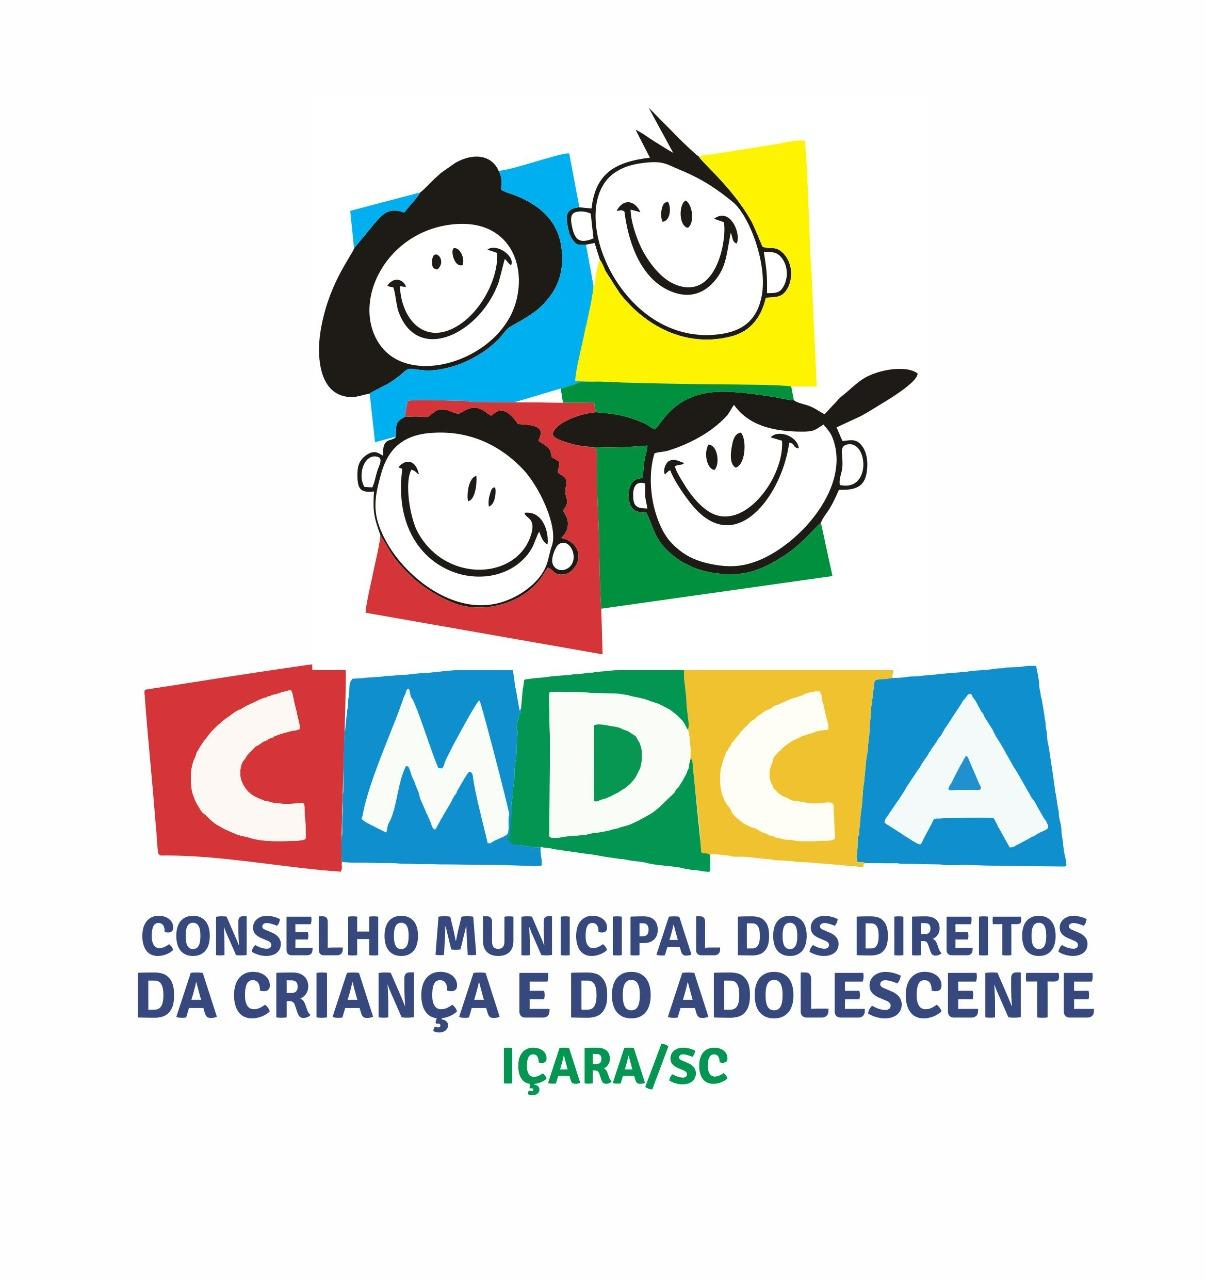 CMDCA
CONSELHO MUNICIPAL DOS DIREITOS
DA CRIANÇA E DO ADOLESCENTE
IÇARA/SC